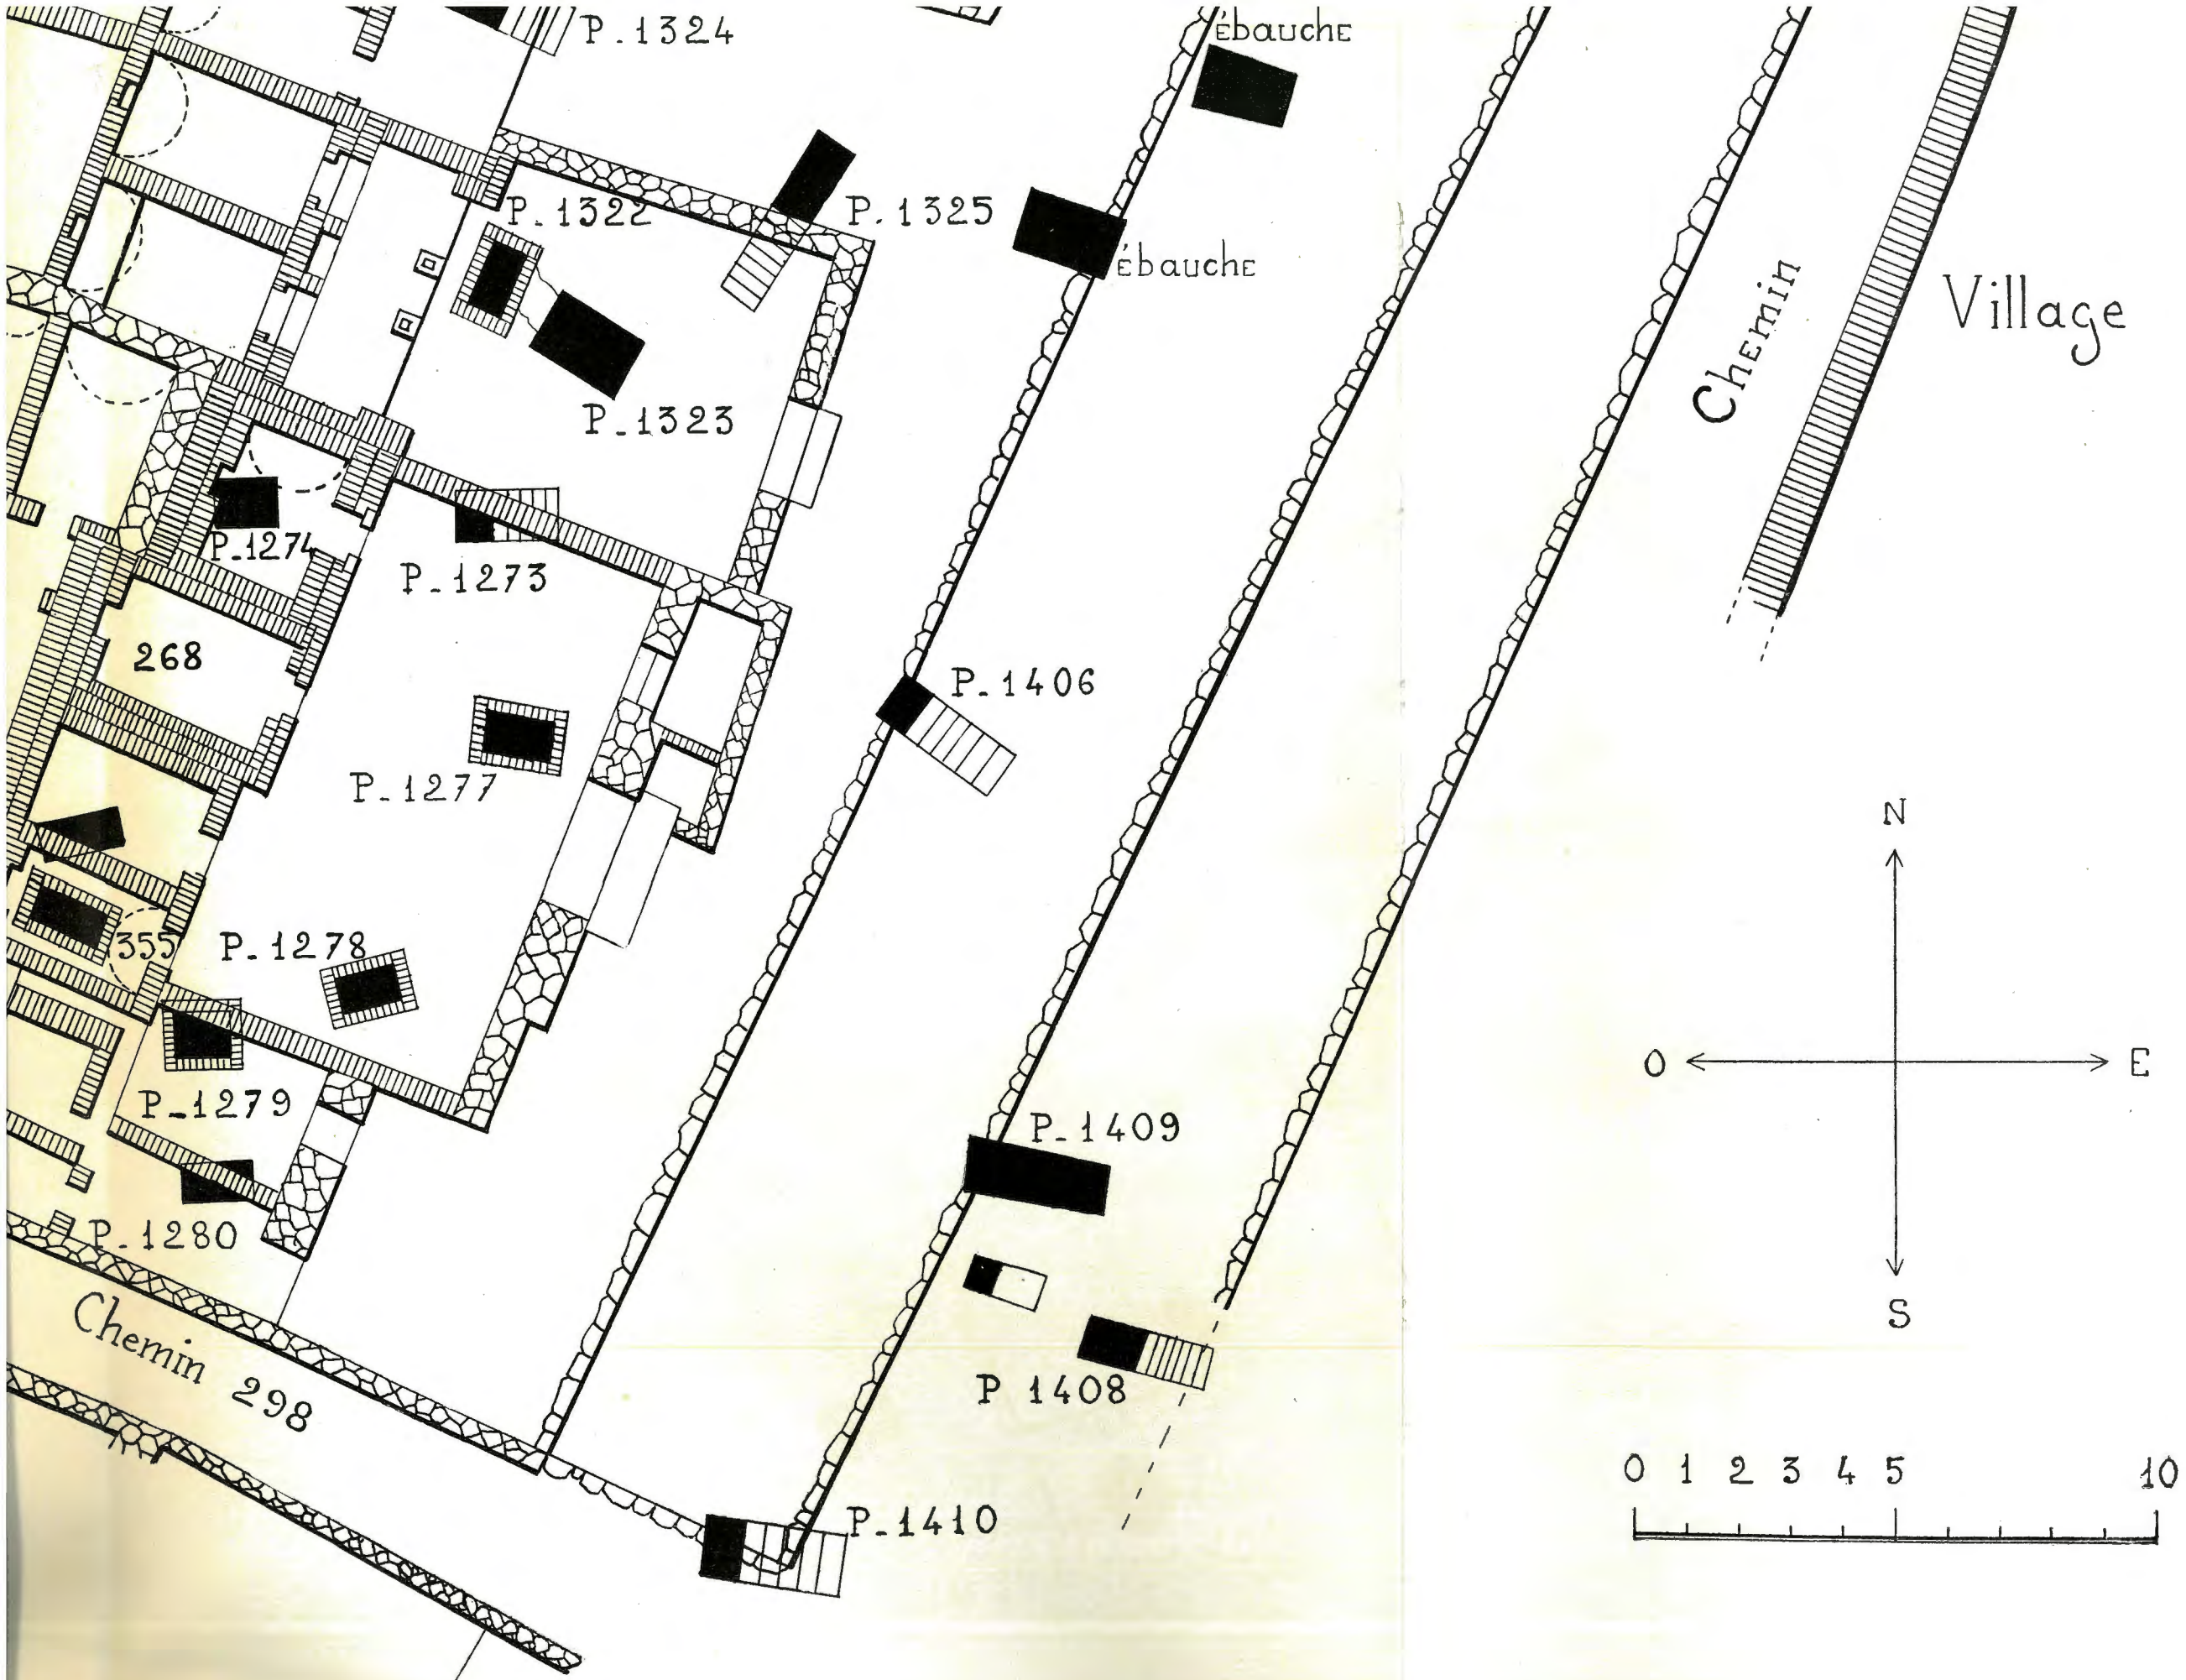 P.1324
ébauche
P.1322
P.1325
ébauche
Chemin
Village
P.1323
P.1274
P.1273
268
P.1406
P.1277
N
355
P.1278
O
E
P.1279
P.1409
P.1280
S
Chemin 298
P 1408
0 1 2 3 4 5 10
P.1410